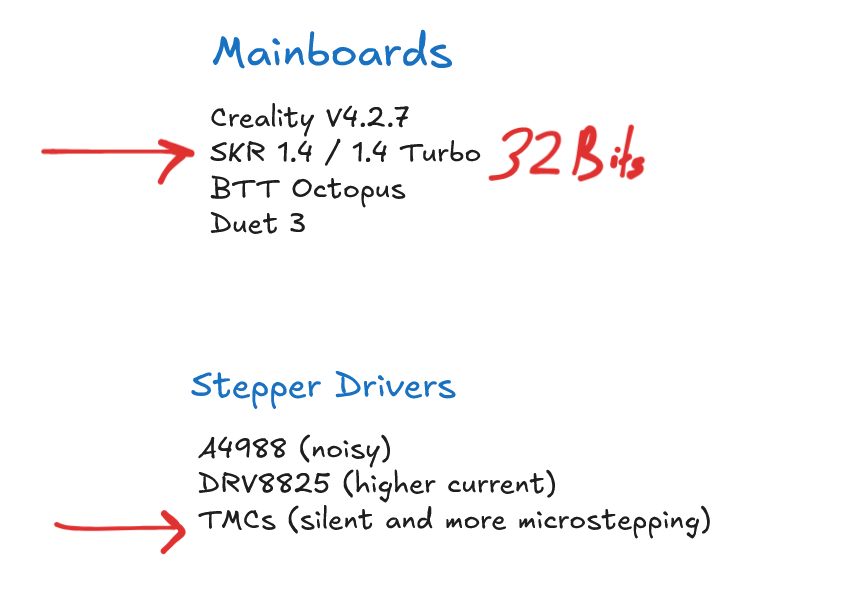 Mainboards
Creality V4.2.7
SKR 1.4 / 1.4 Turbo 32 Bits
BTT Octopus
Duet 3
Stepper Drivers
A4988 (noisy)
DRV8825 (higher current)
TMCs (silent and more microstepping)